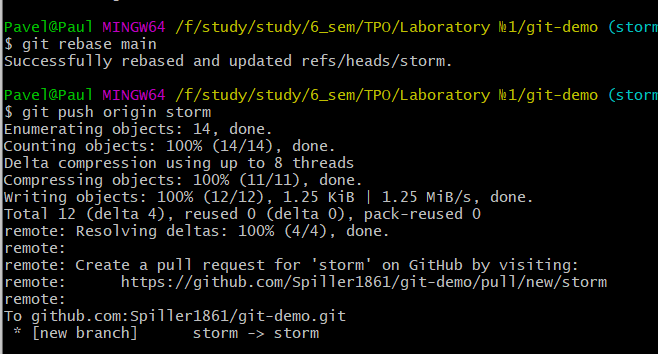 Pavel@Paul MINGW64 /f/study/study/6_sem/TPO/Laboratory №1/git-demo (storm
$ git rebase main
Successfully rebased and updated refs/heads/storm.
Pavel@Paul MINGW64 /f/study/study/6_sem/TPO/Laboratory №1/git-demo (storm
$ git push origin storm
Enumerating objects: 14, done.
Counting objects: 100% (14/14), done.
Delta compression using up to 8 threads
Compressing objects: 100% (11/11), done.
Writing objects: 100% (12/12), 1.25 KiB | 1.25 MiB/s, done.
Total 12 (delta 4), reused 0 (delta 0), pack-reused 0
remote: Resolving deltas: 100% (4/4), done.
remote:
remote: Create a pull request for 'storm' on GitHub by visiting:
remote:      https://github.com/Spiller1861/git-demo/pull/new/storm
remote:
To github.com:Spiller1861/git-demo.git
 * [new branch]      storm -> storm